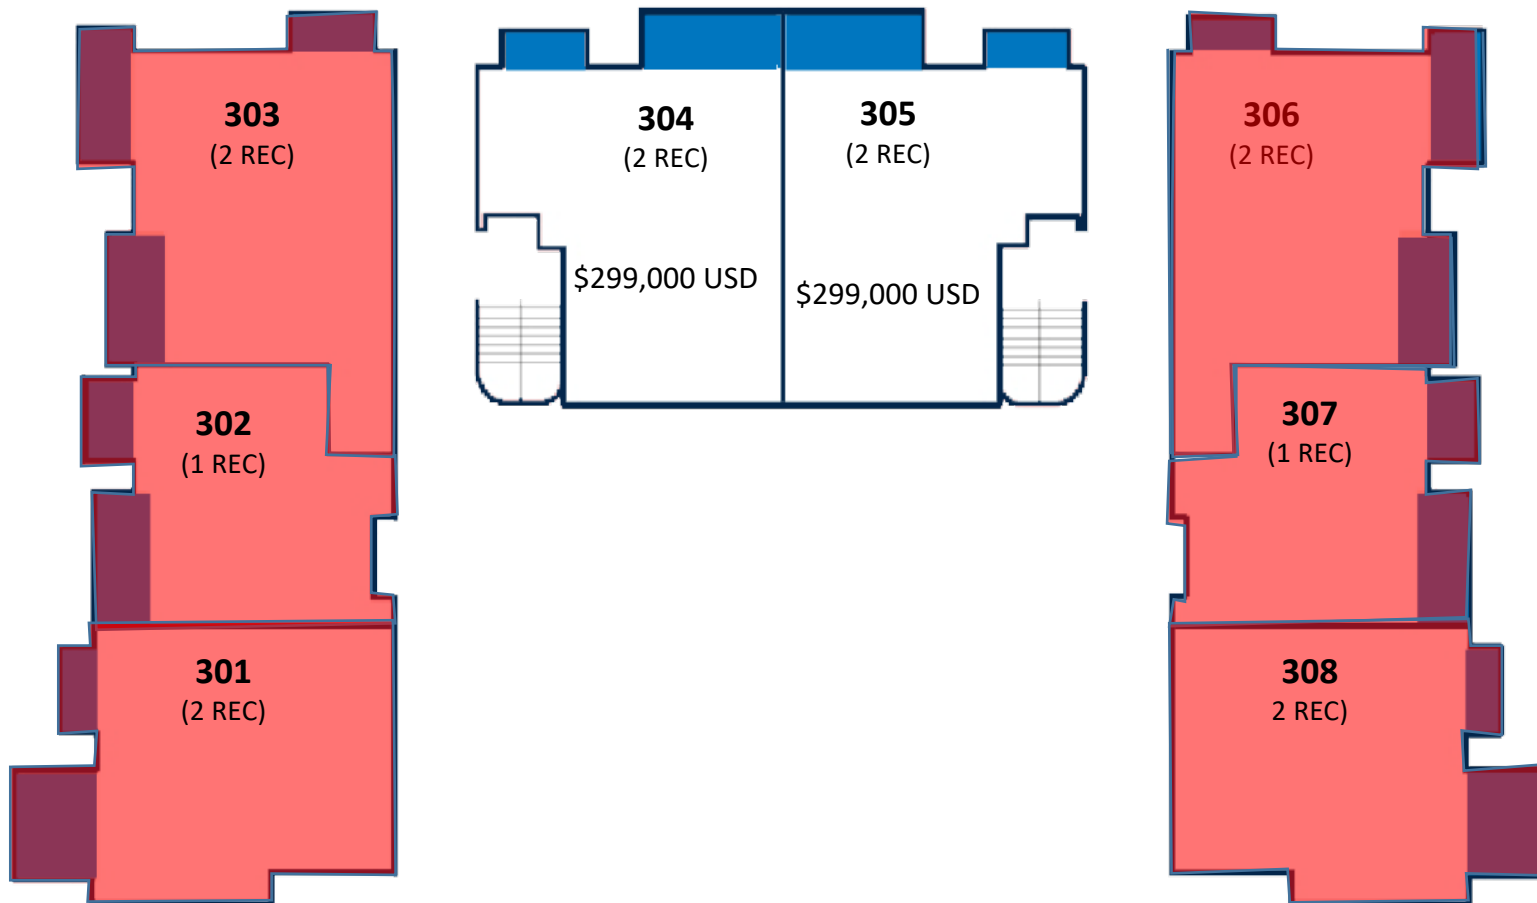 303
(2 REC)
304
(2 REC)
305
(2 REC)
306
(2 REC)
$299,000 USD
$299,000 USD
302
(1 REC)
307
(1 REC)
301
(2 REC)
308
2 REC)